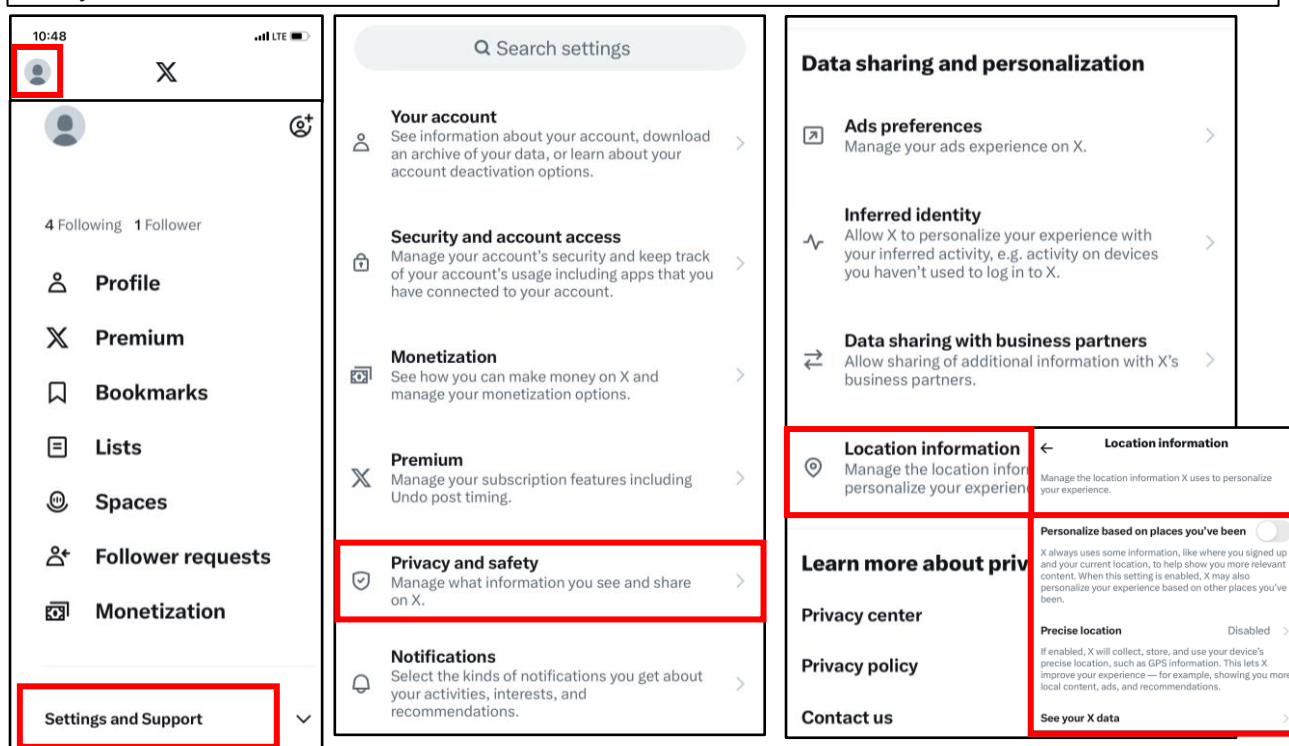 10:48
LTE
X
4 Following 1 Follower
Profile
Premium
Bookmarks
Lists
Spaces
Follower requests
Monetization
Settings and Support
Search settings
Your account
See information about your account, download
an archive of your data, or learn about your
account deactivation options.
Security and account access
Manage your account's security and keep track
of your account's usage including apps that you
have connected to your account.
Monetization
See how you can make money on X and
manage your monetization options.
Premium
Manage your subscription features including
Undo post timing.
Privacy and safety
Manage what information you see and share
on X.
Notifications
Select the kinds of notifications you get about
your activities, interests, and
recommendations.
Data sharing and personalization
Ads preferences
Manage your ads experience on X.
Inferred identity
Allow X to personalize your experience with
your inferred activity, e.g. activity on devices
you haven't used to log in to X.
Data sharing with business partners
Allow sharing of additional information with X's
business partners.
Location information
Manage the location infor
personalize your experien
Learn more about priv
Privacy center
Privacy policy
Contact us
Location information
Manage the location information X uses to personalize
your experience.
Personalize based on places you've been
X always uses some information, like where you signed up
and your current location, to help show you more relevant
content. When this setting is enabled, X may also
personalize your experience based on other places you've
been.
Precise location Disabled
If enabled, X will collect, store, and use your device's
precise location, such as GPS information. This lets X
improve your experience — for example, showing you more
local content, ads, and recommendations.
See your X data